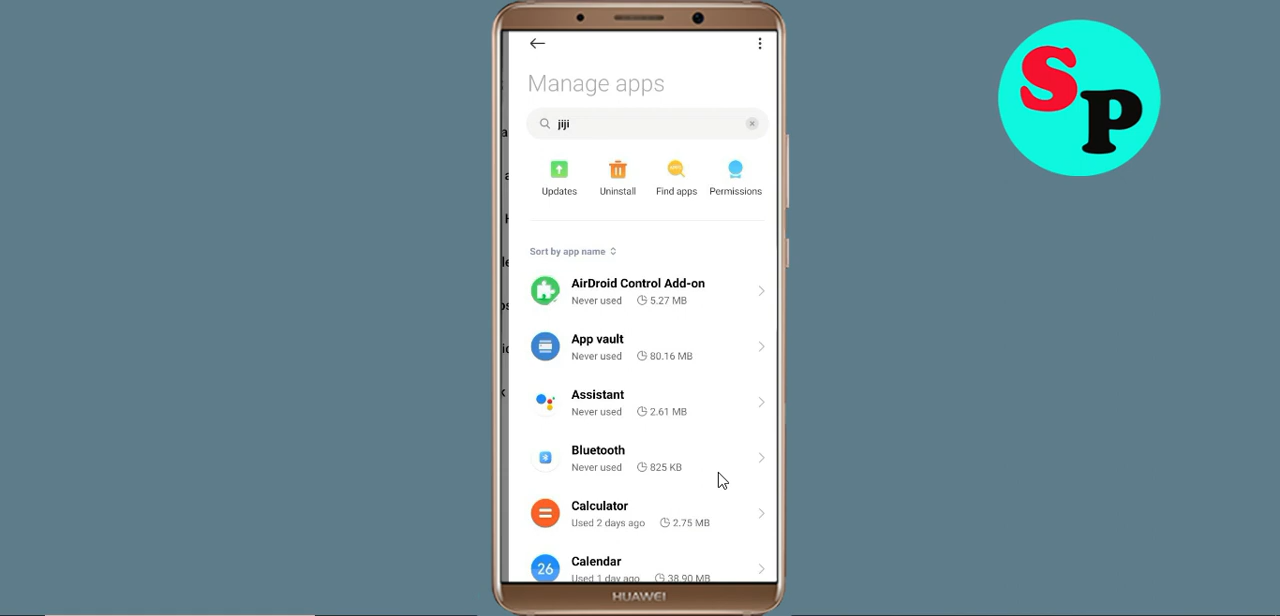 Manage apps
jiji
Updates Uninstall Find apps Permissions
Sort by app name
AirDroid Control Add-on
Never used 5.27 MB
App vault
Never used 80.16 MB
Assistant
Never used 2.61 MB
Bluetooth
Never used 825 KB
Calculator
Used 2 days ago 2.75 MB
26
Calendar
Used 1 day ago 38.90 MB
HUAWEI
SP